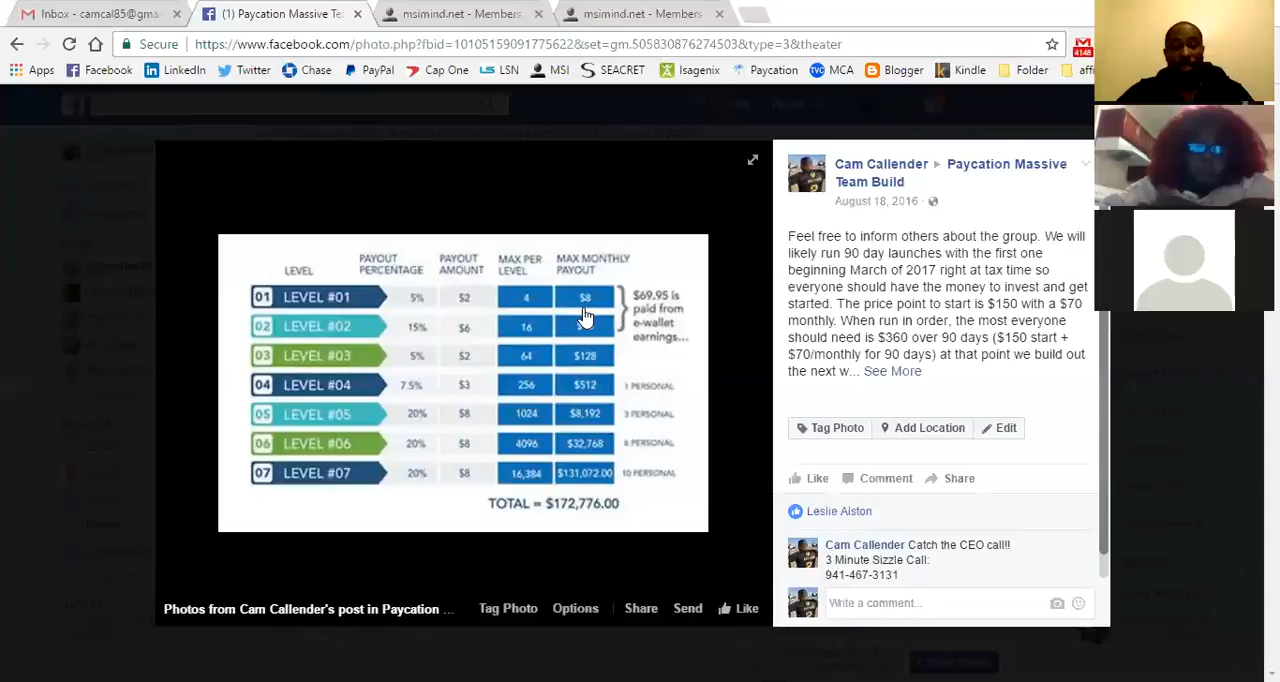 Inbox - camcal85@gma
(1) Paycation Massive Te
msimind.net - Members
msimind.net - Members
Secure
https://www.facebook.com/photo.php?fbid=10105159091775622&set=gm.505830876274503&type=3&theater
4148
Apps
Facebook
LinkedIn
Twitter
Chase
PayPal
Cap One
LSN
MSI
SEACRET
Isagenix
Paycation
TVC MCA
Blogger
Kindle
Folder
affi
LEVEL
PAYOUT PERCENTAGE
PAYOUT AMOUNT
MAX PER LEVEL
MAX MONTHLY PAYOUT
01 LEVEL #01 5% $2 4 $8
02 LEVEL #02 15% $6 16
03 LEVEL #03 5% $2 64 $128
04 LEVEL #04 7.5% $3 256 $512 1 PERSONAL
05 LEVEL #05 20% $8 1024 $8,192 3 PERSONAL
06 LEVEL #06 20% $8 4096 $32,768 PERSONAL
07 LEVEL #07 20% $8 16,384 $131,072.00 10 PERSONAL
$69.95 is
paid from
e-wallet
earnings...
TOTAL = $172,776.00
Photos from Cam Callender's post in Paycation ...
Tag Photo
Options
Share
Send
Like
Cam Callender ▸ Paycation Massive
Team Build
August 18, 2016
Feel free to inform others about the group. We will
likely run 90 day launches with the first one
beginning March of 2017 right at tax time so
everyone should have the money to invest and get
started. The price point to start is $150 with a $70
monthly. When run in order, the most everyone
should need is $360 over 90 days ($150 start +
$70/monthly for 90 days) at that point we build out
the next w... See More
Tag Photo
Add Location
Edit
Like
Comment
Share
Leslie Alston
Cam Callender Catch the CEO call!!
3 Minute Sizzle Call:
941-467-3131
Write a comment...